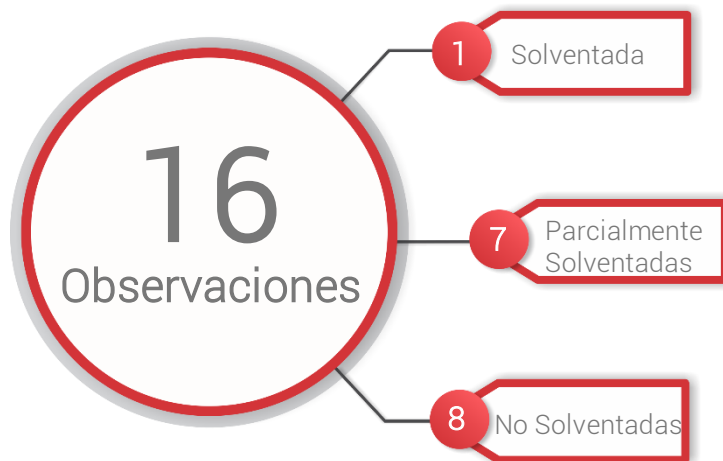 16
Observaciones
1
Solventada
7
Parcialmente
Solventadas
8
No Solventadas